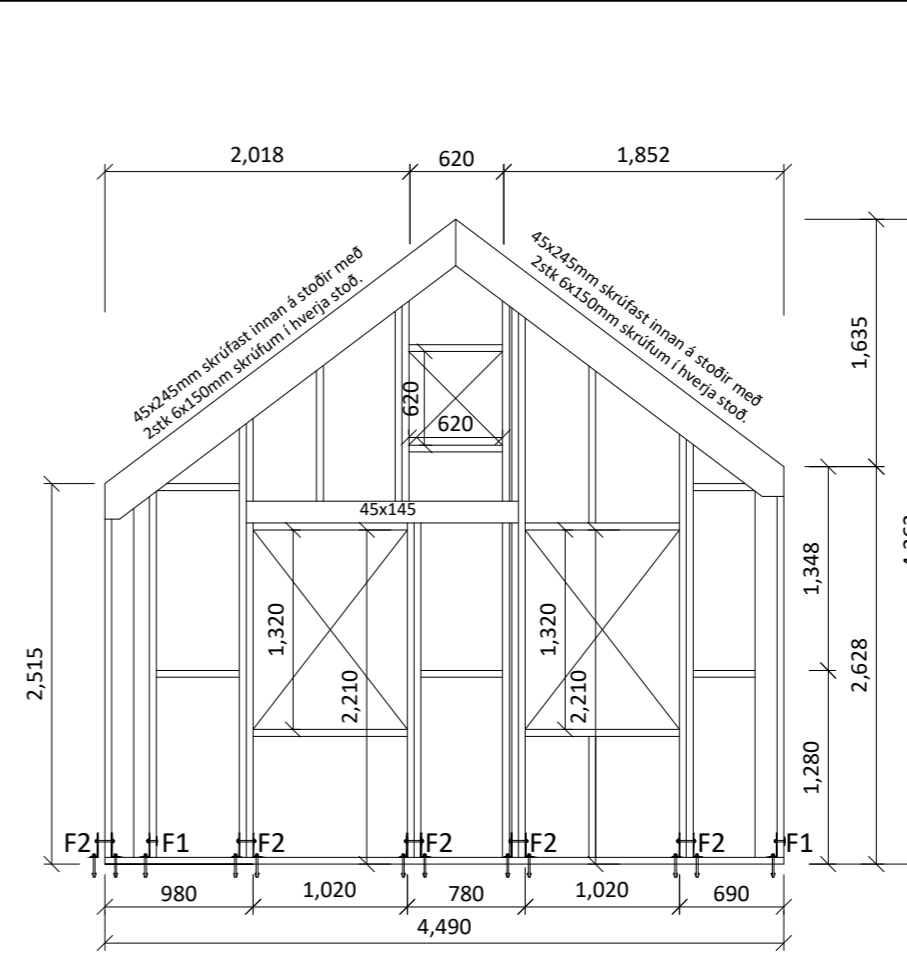 2,018
620
1,852
45x245mm skrúfast innan á stoðir með
2stk 6x150mm skrúfum í hverja stoð.
45x245mm skrúfast innan á stoðir með
2stk 6x150mm skrúfum í hverja stoð.
1,635
620
620
45x145
1,348
1,320
2,210
1,320
2,210
2,515
2,628
1,280
F2
F1
F2
F2
F2
F2
F1
980
1,020
780
1,020
690
4,490